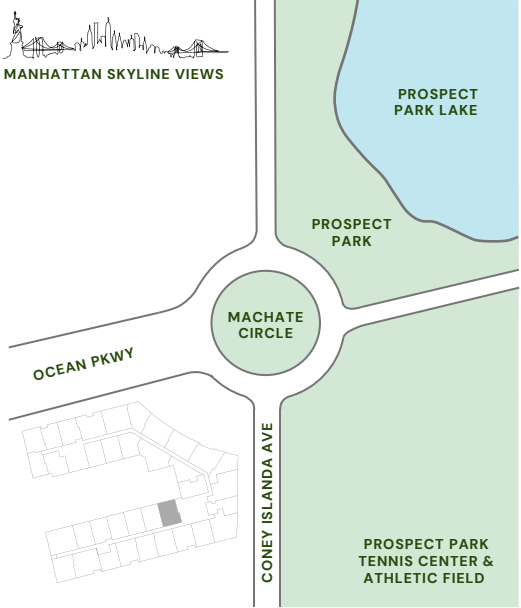 MANHATTAN SKYLINE VIEWS
PROSPECT
PARK LAKE
PROSPECT
PARK
MACHATE
CIRCLE
OCEAN PKWY
CONEY ISLANDA AVE
PROSPECT PARK
TENNIS CENTER &
ATHLETIC FIELD